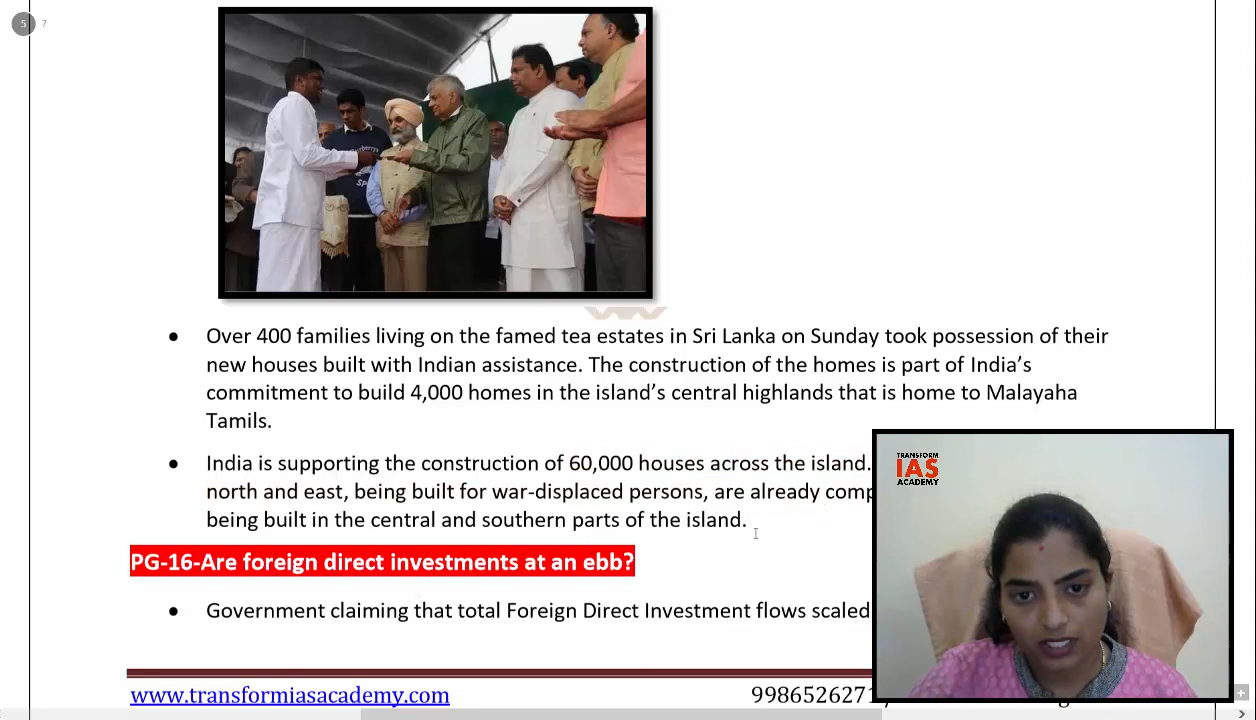 5 7
Over 400 families living on the famed tea estates in Sri Lanka on Sunday took possession of their
new houses built with Indian assistance. The construction of the homes is part of India’s
commitment to build 4,000 homes in the island’s central highlands that is home to Malayaha
Tamils.
India is supporting the construction of 60,000 houses across the island.
north and east, being built for war-displaced persons, are already comp
being built in the central and southern parts of the island.
TRANSFORM
IAS
ACADEMY
PG-16-Are foreign direct investments at an ebb?
Government claiming that total Foreign Direct Investment flows scaled
www.transformiasacademy.com
998652627